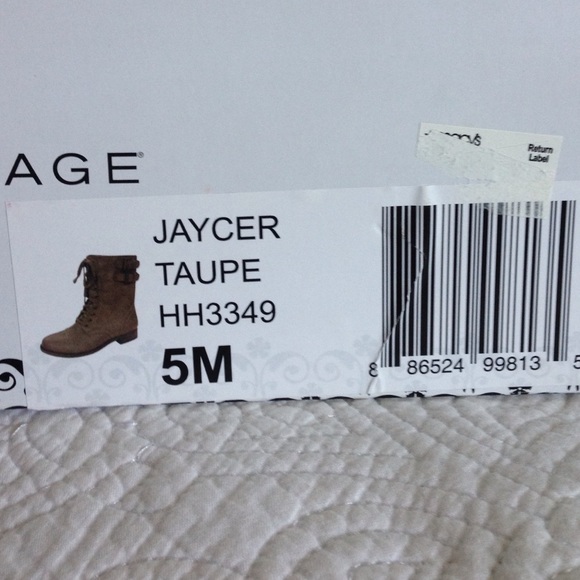 AGE®
Return
Label
JAYCER
TAUPE
HH3349
5M
8 86524 99813 5